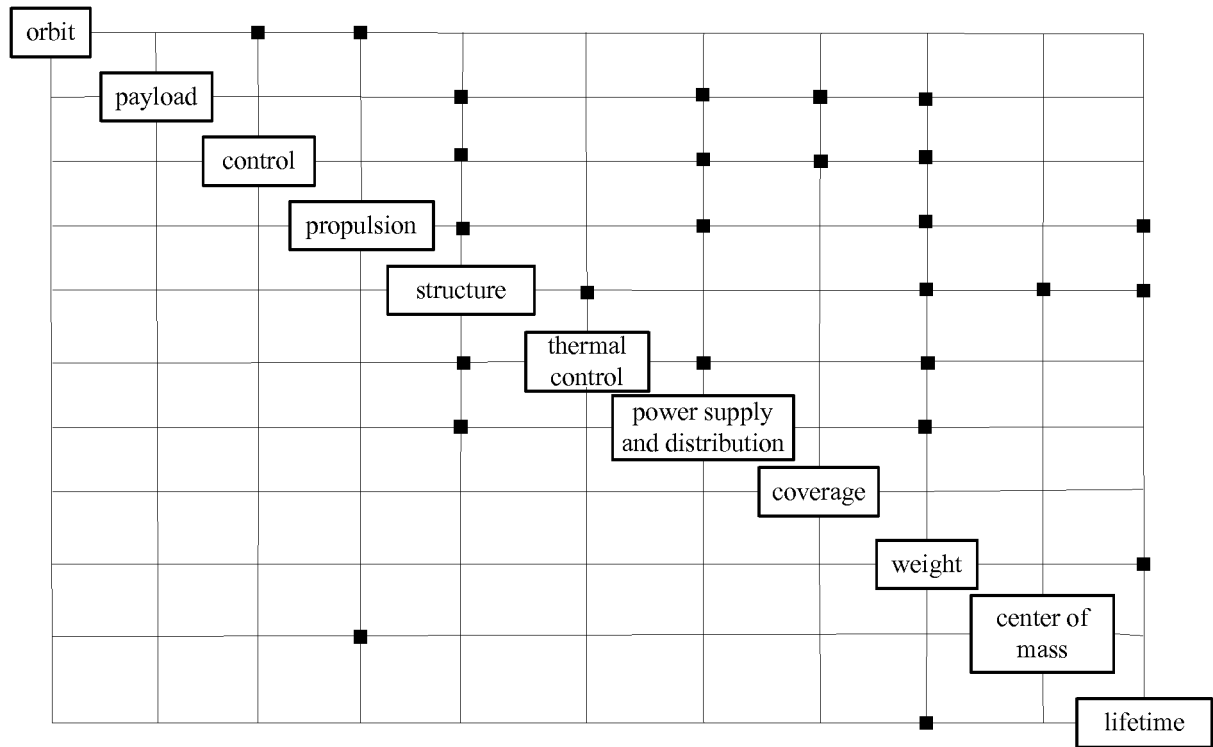 orbit
payload
control
propulsion
structure
thermal
control
power supply
and distribution
coverage
weight
center of
mass
lifetime